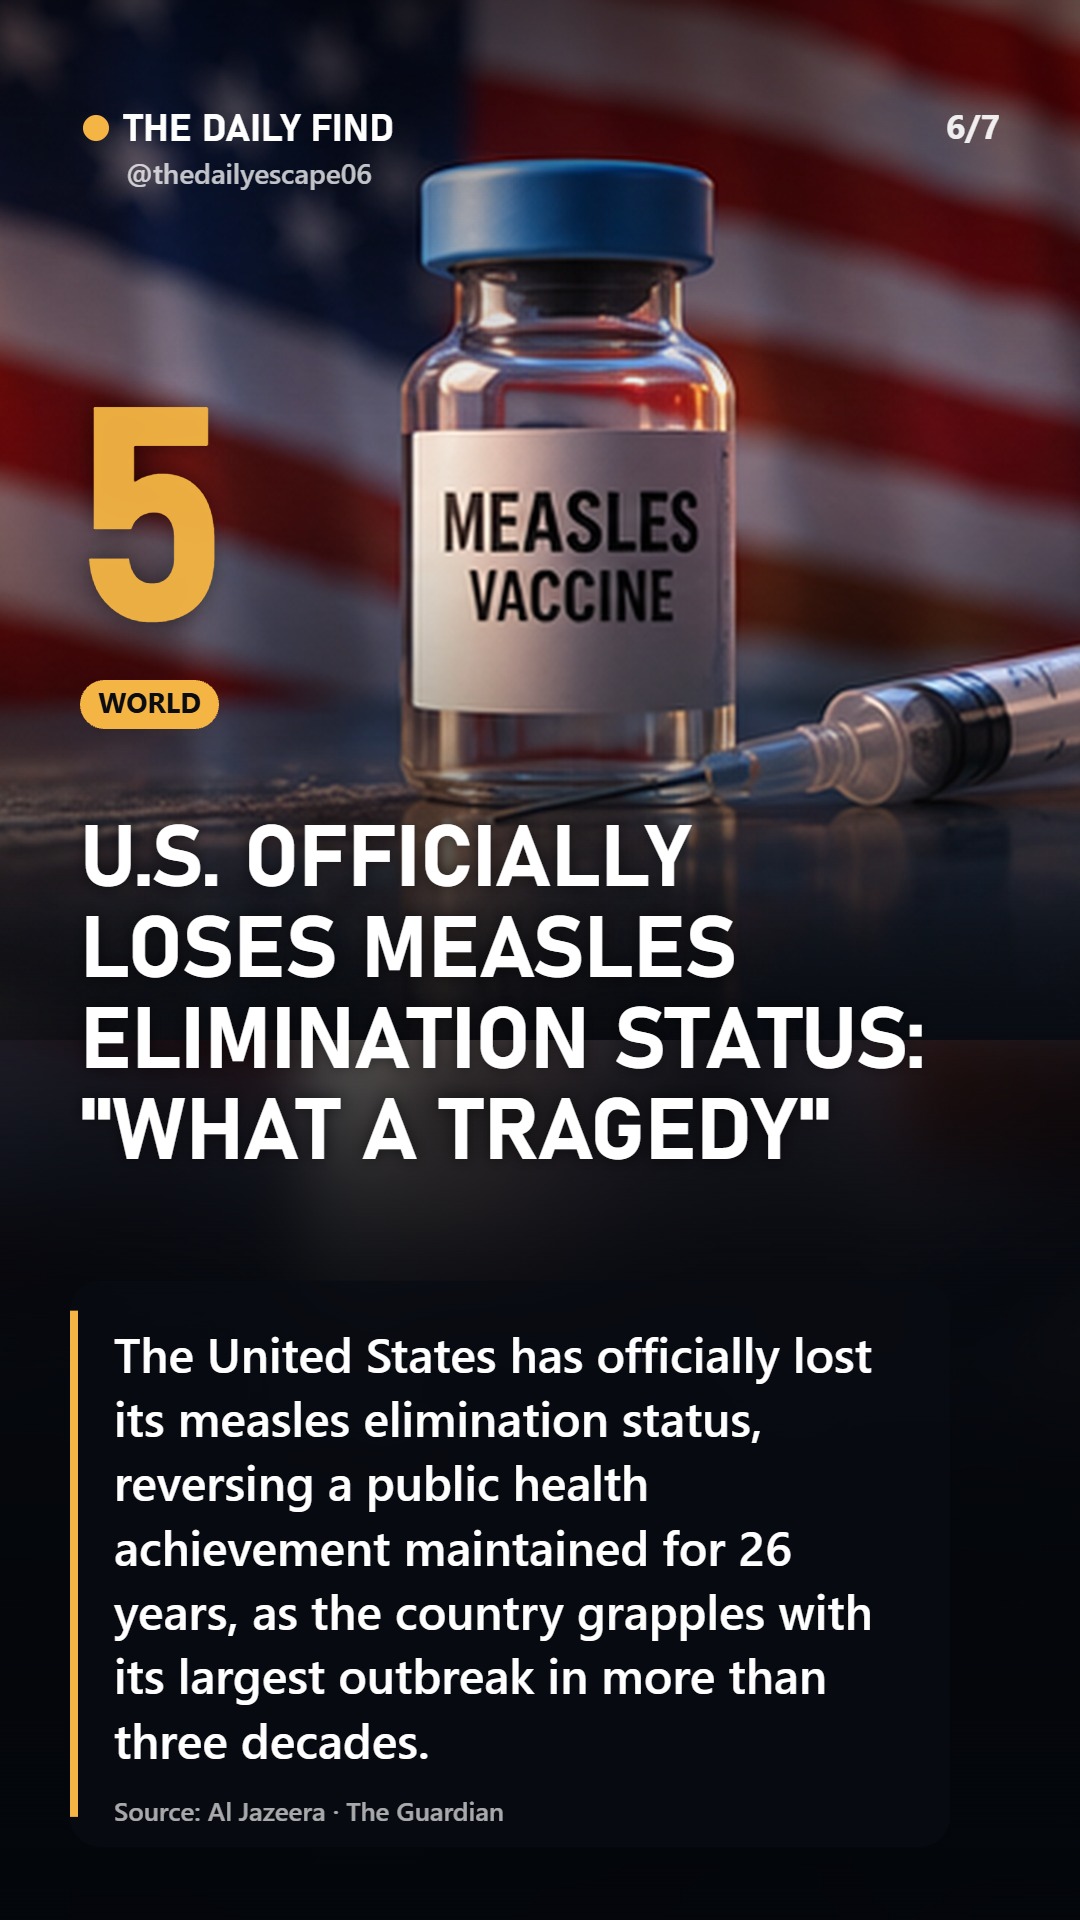 THE DAILY FIND
6/7
@thedailyescape06
MEASLES
VACCINE
5
WORLD
U.S. OFFICIALLY
LOSES MEASLES
ELIMINATION STATUS:
"WHAT A TRAGEDY"
The United States has officially lost
its measles elimination status,
reversing a public health
achievement maintained for 26
years, as the country grapples with
its largest outbreak in more than
three decades.
Source: Al Jazeera · The Guardian